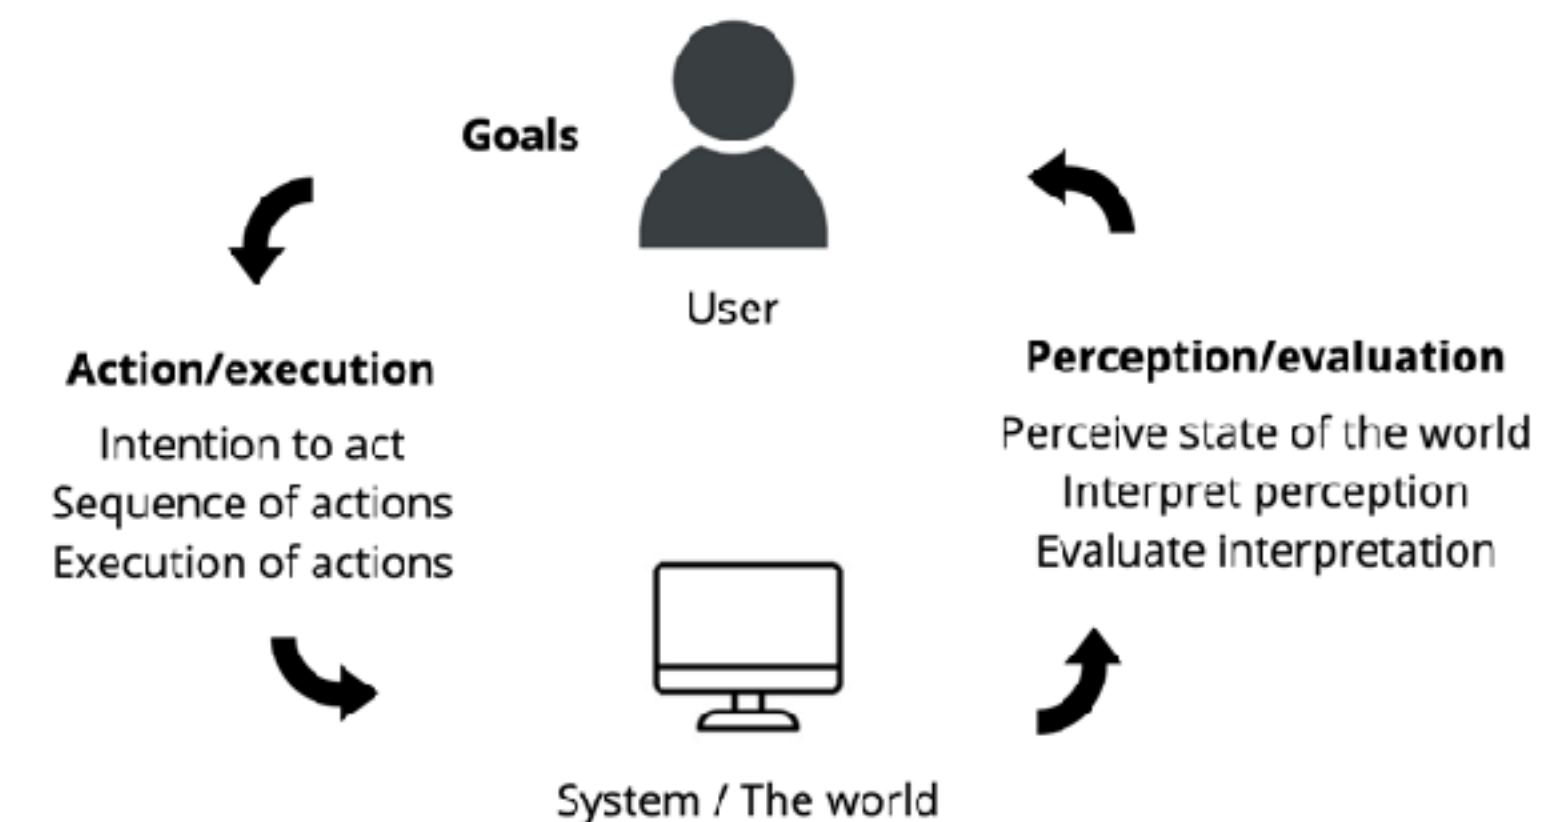 Goals
User
Action/execution
Intention to act
Sequence of actions
Execution of actions
Perception/evaluation
Perceive state of the world
Interpret perception
Evaluate interpretation
System / The world